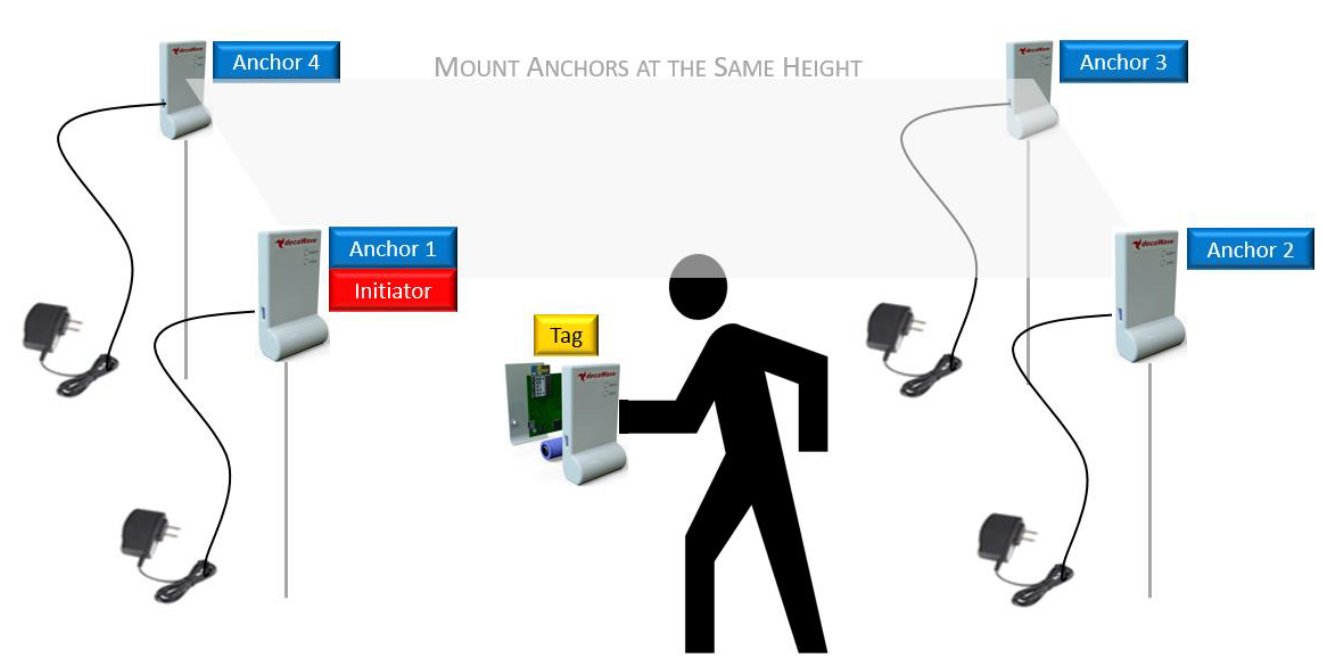 decaWave
Anchor 4
MOUNT ANCHORS AT THE SAME HEIGHT
decaWave
Anchor 3
decaWave
Anchor 1
Initiator
decaWave
Anchor 2
Tag
decaWave